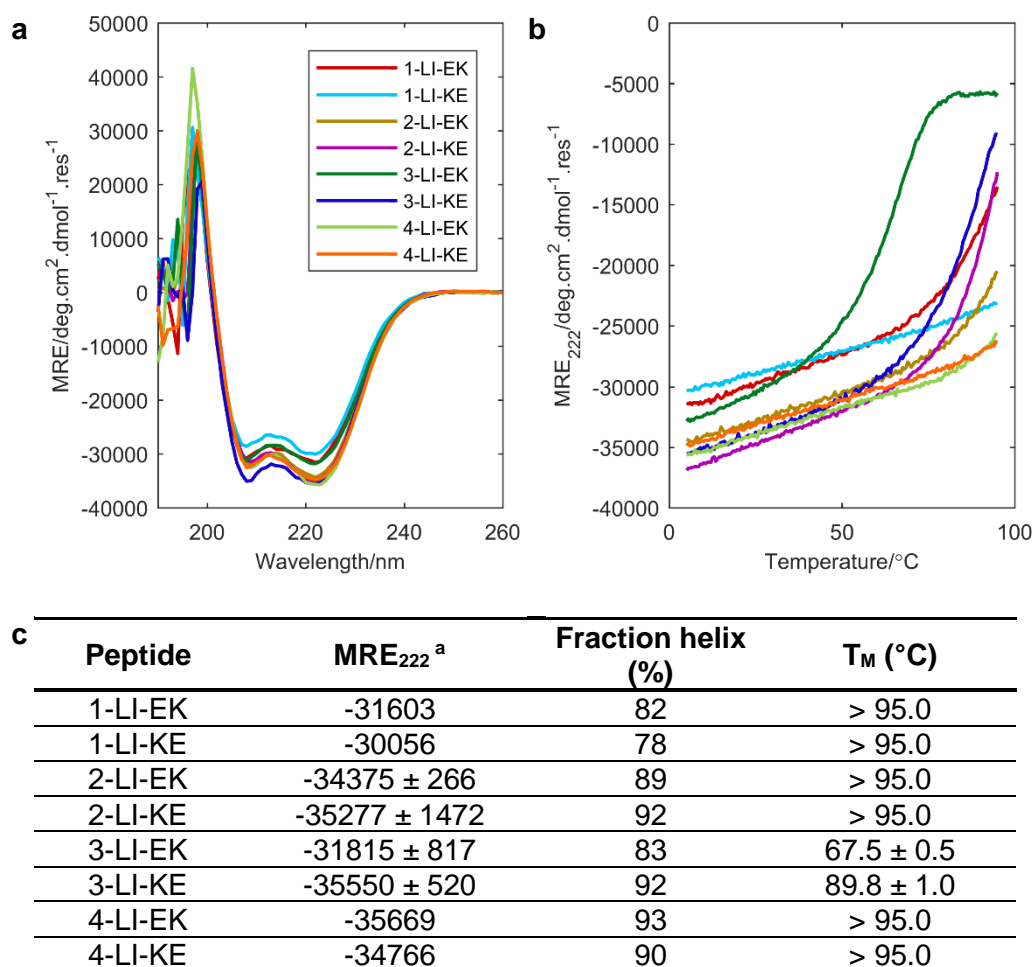 a
50000
40000
30000
20000
10000
0
-10000
-20000
-30000
-40000
MRE/deg.cm².dmol⁻¹.res⁻¹
200
220
240
260
Wavelength/nm
1-LI-EK
1-LI-KE
2-LI-EK
2-LI-KE
3-LI-EK
3-LI-KE
4-LI-EK
4-LI-KE
b
0
-5000
-10000
-15000
-20000
-25000
-30000
-35000
-40000
MRE₂₂₂/deg.cm².dmol⁻¹.res⁻¹
0
50
100
Temperature/°C
c
Peptide MRE₂₂₂ ᵃ Fraction helix (%) T_M (°C)
1-LI-EK -31603 82 > 95.0
1-LI-KE -30056 78 > 95.0
2-LI-EK -34375 ± 266 89 > 95.0
2-LI-KE -35277 ± 1472 92 > 95.0
3-LI-EK -31815 ± 817 83 67.5 ± 0.5
3-LI-KE -35550 ± 520 92 89.8 ± 1.0
4-LI-EK -35669 93 > 95.0
4-LI-KE -34766 90 > 95.0